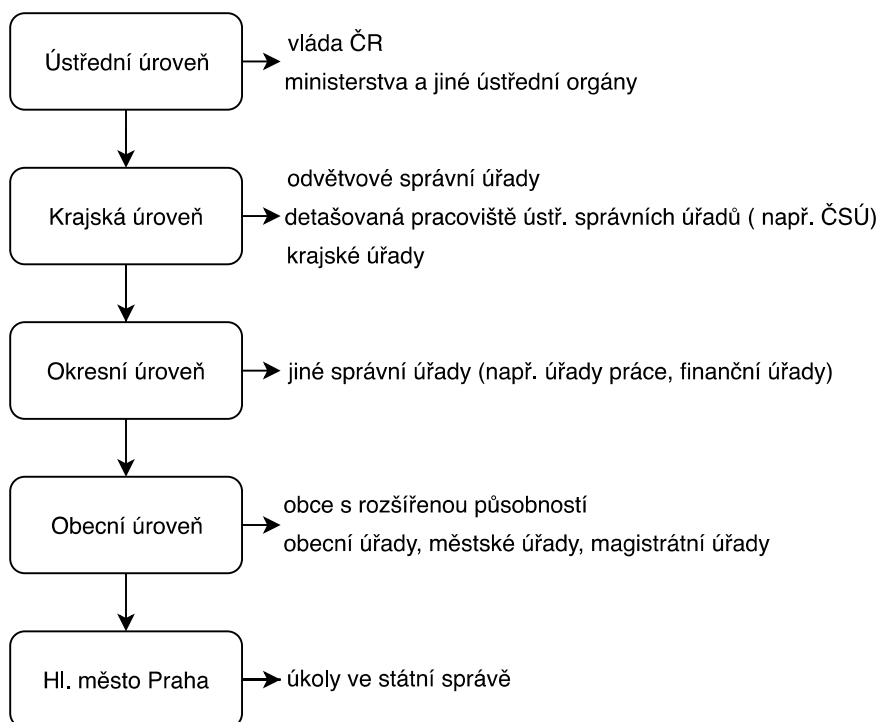 Ústřední úroveň
vláda ČR
ministerstva a jiné ústřední orgány
Krajská úroveň
odvětvové správní úřady
detašovaná pracoviště ústř. správních úřadů ( např. ČSÚ)
krajské úřady
Okresní úroveň
jiné správní úřady (např. úřady práce, finanční úřady)
Obecní úroveň
obce s rozšířenou působností
obecní úřady, městské úřady, magistrátní úřady
Hl. město Praha
úkoly ve státní správě